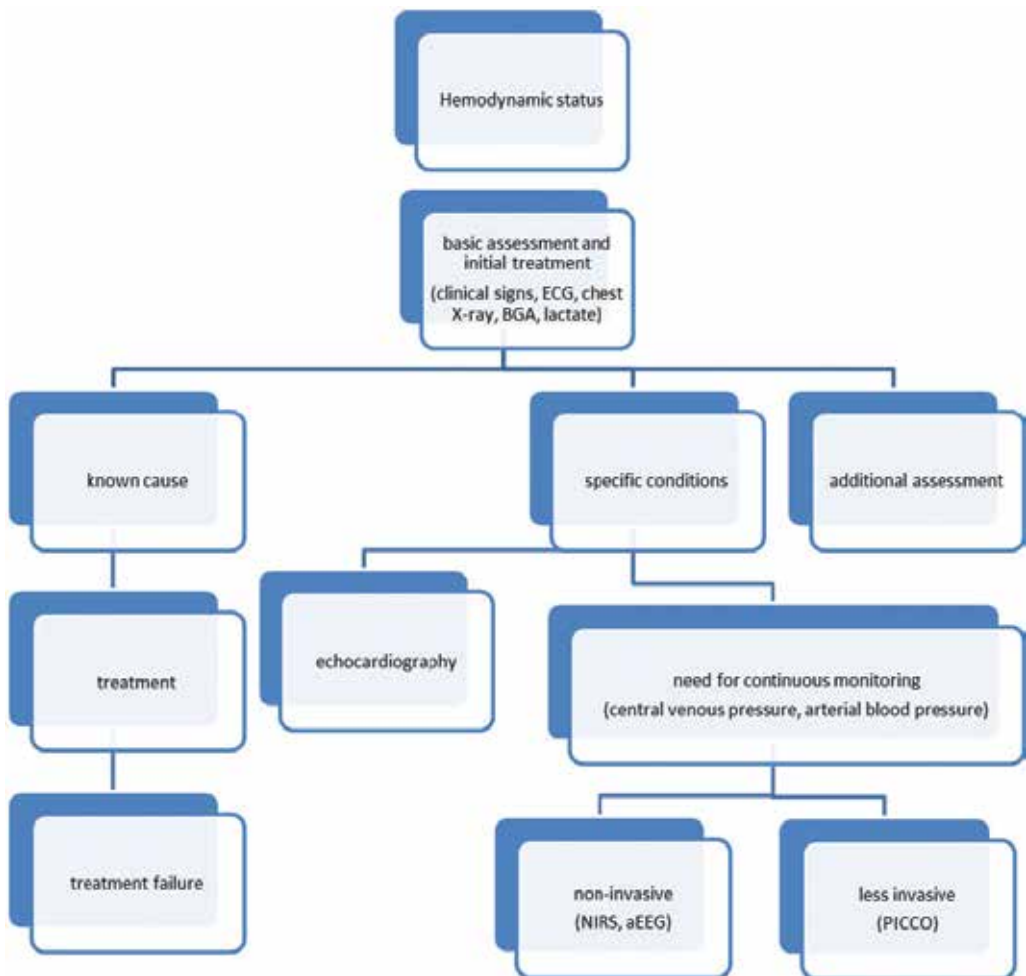 Hemodynamic status
basic assessment and
initial treatment
(clinical signs, ECG, chest
X-ray, BGA, lactate)
known cause
specific conditions
additional assessment
echocardiography
treatment
need for continuous monitoring
(central venous pressure, arterial blood pressure)
treatment failure
non-invasive
(NIRS, aEEG)
less invasive
(PICCO)